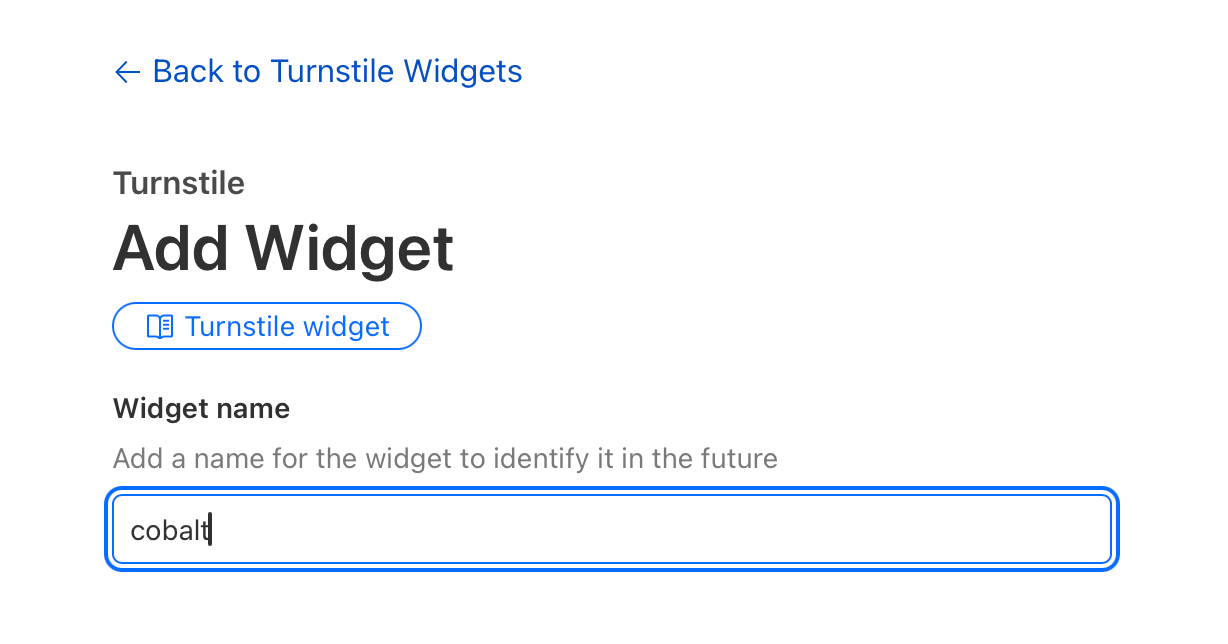 ← Back to Turnstile Widgets
Turnstile
Add Widget
Turnstile widget
Widget name
Add a name for the widget to identify it in the future
cobalt